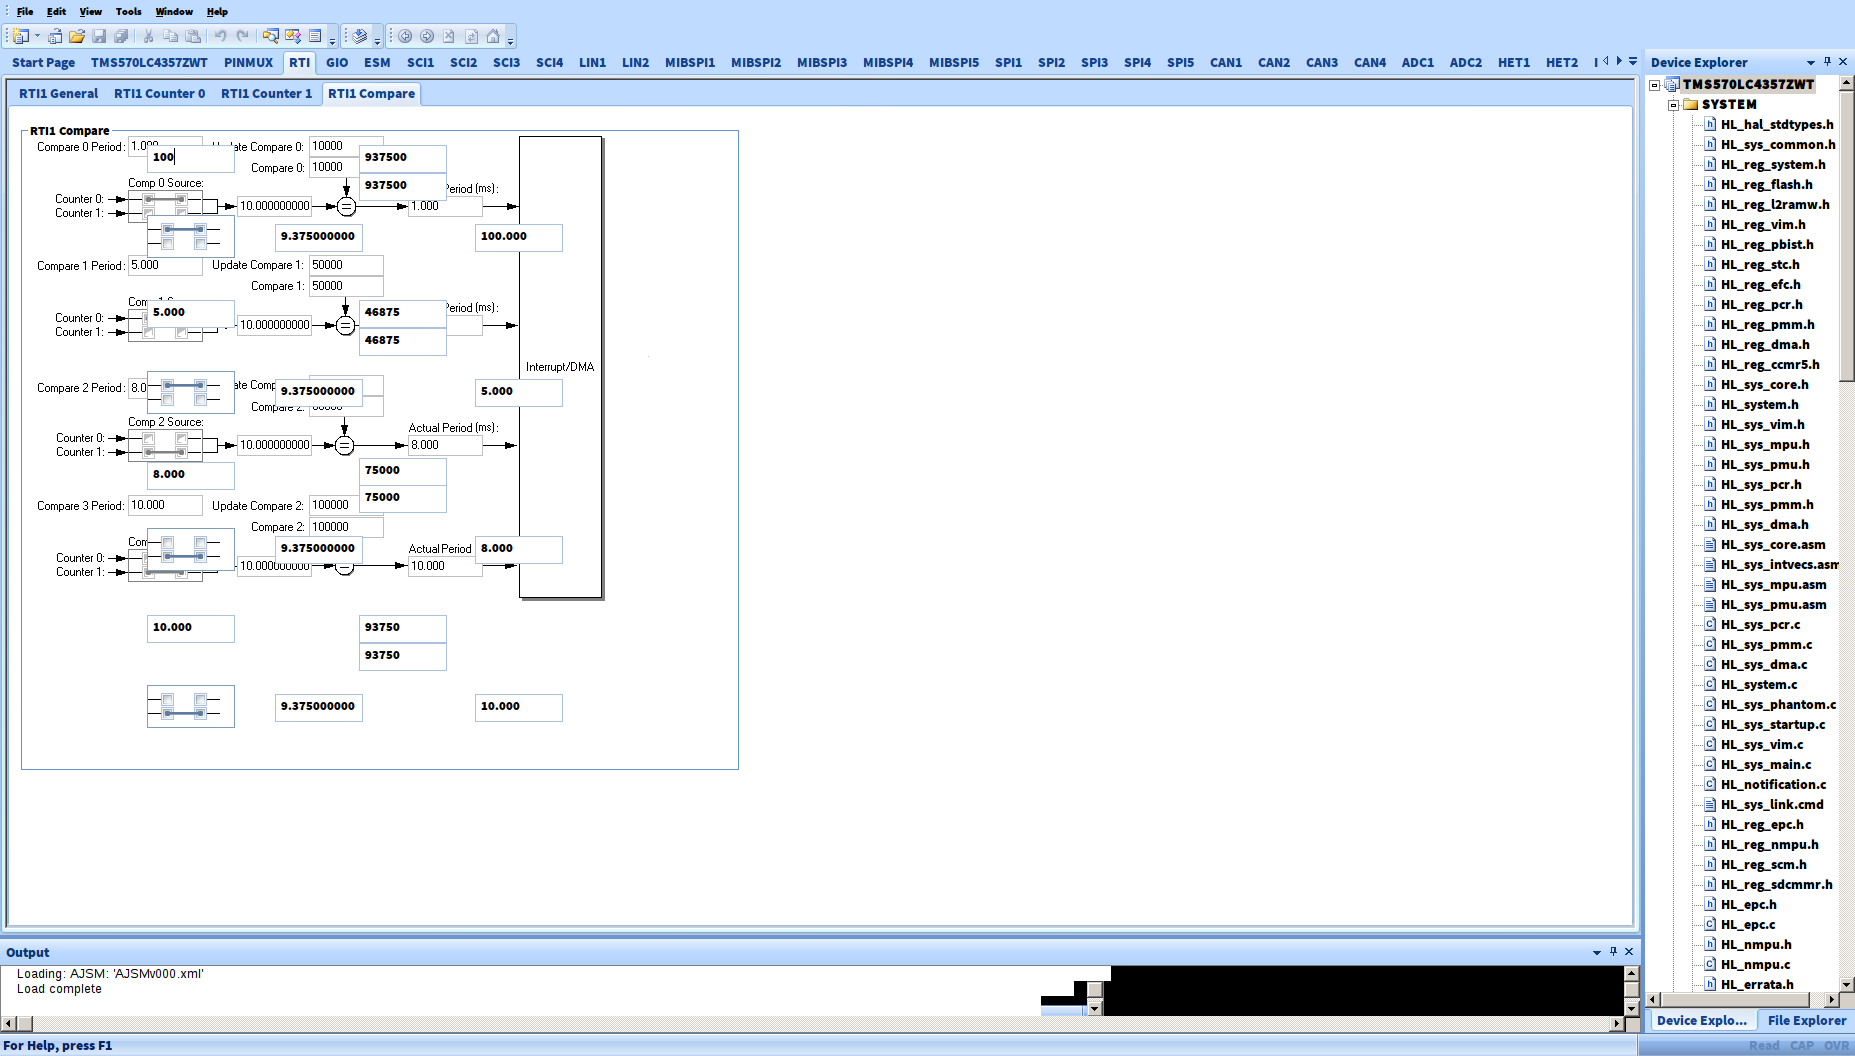 File Edit View Tools Window Help
Start Page TMS570LC4357ZWT PINMUX RTI GIO ESM SCI1 SCI2 SCI3 SCI4 LIN1 LIN2 MIBSPI1 MIBSPI2 MIBSPI3 MIBSPI4 MIBSPI5 SPI1 SPI2 SPI3 SPI4 SPI5 CAN1 CAN2 CAN3 CAN4 ADC1 ADC2 HET1 HET2 I
RTI1 General RTI1 Counter 0 RTI1 Counter 1 RTI1 Compare
RTI1 Compare
Compare 0 Period: 1.000 Update Compare 0: 10000
100 937500
Compare 0: 10000
Comp 0 Source: 937500 Period (ms):
Counter 0:
10.000000000 = 1.000
Counter 1:
9.375000000 100.000
Compare 1 Period: 5.000 Update Compare 1: 50000
Compare 1: 50000
5.000 46875 Period (ms):
Counter 0:
10.000000000 =
Counter 1:
46875
Interrupt/DMA
Compare 2 Period: 8.0
9.375000000 5.000
Compare 2:
Comp 2 Source: Actual Period (ms):
Counter 0:
10.000000000 = 8.000
Counter 1:
8.000 75000
75000
Compare 3 Period: 10.000 Update Compare 2: 100000
Compare 2: 100000
9.375000000 Actual Period 8.000
Counter 0:
10.000000000 10.000
Counter 1:
10.000 93750
93750
9.375000000 10.000
Output
Loading: AJSM: 'AJSMv000.xml'
Load complete
For Help, press F1
Device Explorer
TMS570LC4357ZWT
SYSTEM
HL_hal_stdtypes.h
HL_sys_common.h
HL_reg_system.h
HL_reg_flash.h
HL_reg_l2ramw.h
HL_reg_vim.h
HL_reg_pbist.h
HL_reg_stc.h
HL_reg_efc.h
HL_reg_pcr.h
HL_reg_pmm.h
HL_reg_dma.h
HL_reg_ccmr5.h
HL_sys_core.h
HL_system.h
HL_sys_vim.h
HL_sys_mpu.h
HL_sys_pmu.h
HL_sys_pcr.h
HL_sys_pmm.h
HL_sys_dma.h
HL_sys_core.asm
HL_sys_intvecs.asm
HL_sys_mpu.asm
HL_sys_pmu.asm
HL_sys_pcr.c
HL_sys_pmm.c
HL_sys_dma.c
HL_system.c
HL_sys_phantom.c
HL_sys_startup.c
HL_sys_vim.c
HL_sys_main.c
HL_notification.c
HL_sys_link.cmd
HL_reg_epc.h
HL_reg_nmpu.h
HL_reg_scm.h
HL_reg_sdcmmr.h
HL_epc.h
HL_epc.c
HL_nmpu.h
HL_nmpu.c
HL_errata.h
Device Explo... File Explorer
Read CAP OVR